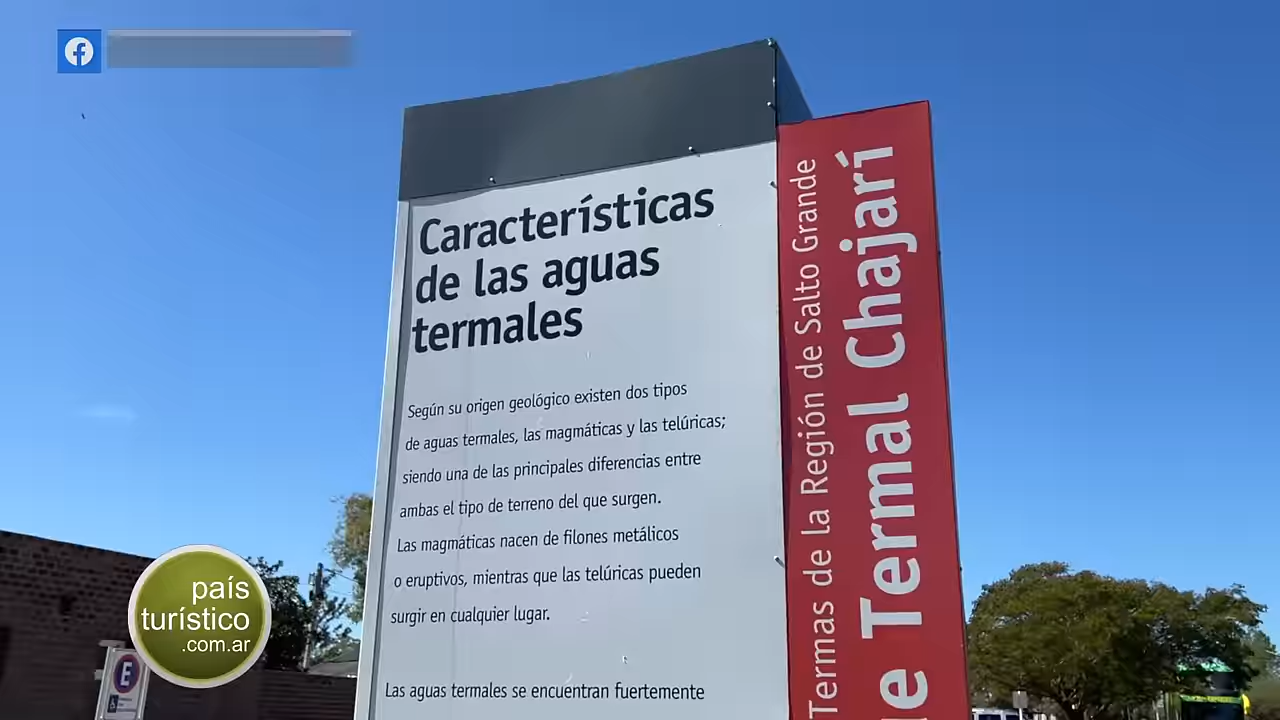 Características
de las aguas
termales
Según su origen geológico existen dos tipos
de aguas termales, las magmáticas y las telúricas;
siendo una de las principales diferencias entre
ambas el tipo de terreno del que surgen.
Las magmáticas nacen de filones metálicos
o eruptivos, mientras que las telúricas pueden
surgir en cualquier lugar.
Las aguas termales se encuentran fuertemente
Termas de la Región de Salto Grande
e Termal Chajarí
país
turístico
.com.ar
E